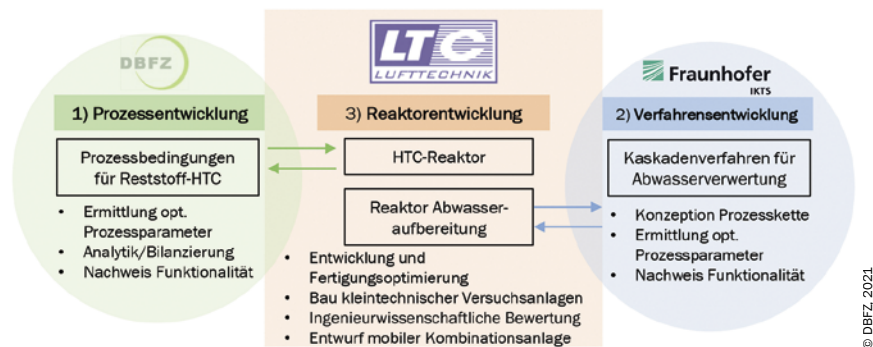 DBFZ
1) Prozessentwicklung
Prozessbedingungen
für Reststoff-HTC
• Ermittlung opt.
Prozessparameter
• Analytik/Bilanzierung
• Nachweis Funktionalität
LTC
LUFTTECHNIK
3) Reaktorentwicklung
HTC-Reaktor
Reaktor Abwasser-
aufbereitung
• Entwicklung und
Fertigungsoptimierung
• Bau kleintechnischer Versuchsanlagen
• Ingenieurwissenschaftliche Bewertung
• Entwurf mobiler Kombinationsanlage
Fraunhofer
IKTS
2) Verfahrensentwicklung
Kaskadenverfahren für
Abwasserverwertung
• Konzeption Prozesskette
• Ermittlung opt.
Prozessparameter
• Nachweis Funktionalität
© DBFZ, 2021